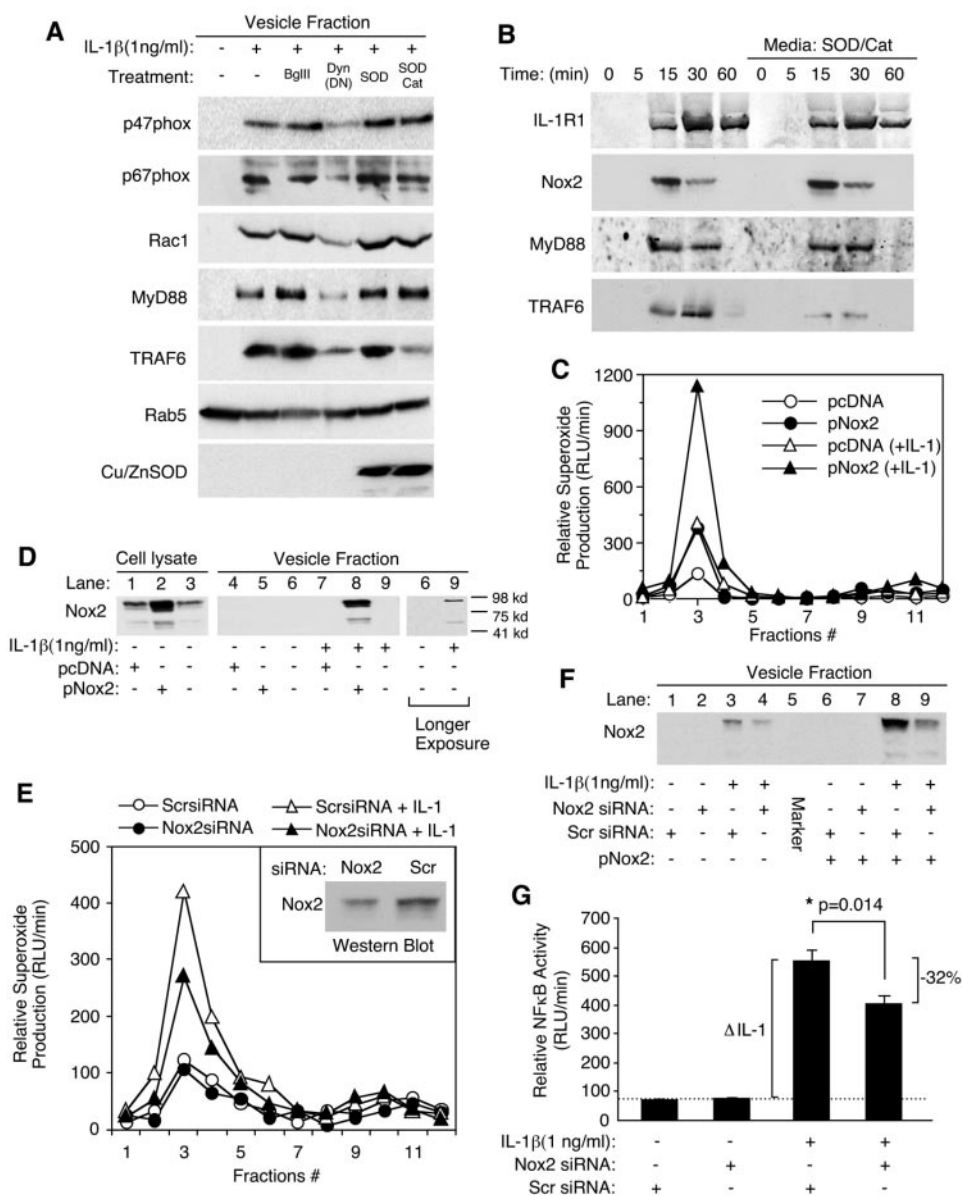 A
Vesicle Fraction
IL-1β(1ng/ml): - + + + + +
Treatment: - - BglII Dyn (DN) SOD SOD Cat
p47phox
p67phox
Rac1
MyD88
TRAF6
Rab5
Cu/ZnSOD
B
Media: SOD/Cat
Time: (min) 0 5 15 30 60 0 5 15 30 60
IL-1R1
Nox2
MyD88
TRAF6
C
Relative Superoxide
Production (RLU/min)
1200
900
600
300
0
1 3 5 7 9 11
Fractions #
pcDNA
pNox2
pcDNA (+IL-1)
pNox2 (+IL-1)
D
Cell lysate Vesicle Fraction
Lane: 1 2 3 4 5 6 7 8 9 6 9
Nox2
98 kd
75 kd
41 kd
IL-1β(1ng/ml): - - - - - - + + + - +
pcDNA: + - - + - - + - - - -
pNox2: - + - - + - - + - - -
Longer
Exposure
E
ScrsiRNA
Nox2siRNA
ScrsiRNA + IL-1
Nox2siRNA + IL-1
Relative Superoxide
Production (RLU/min)
500
400
300
200
100
0
1 3 5 7 9 11
Fractions #
siRNA: Nox2 Scr
Nox2
Western Blot
F
Vesicle Fraction
Lane: 1 2 3 4 5 6 7 8 9
Nox2
IL-1β(1ng/ml): - - + + - - + +
Nox2 siRNA: - + - + - + - +
Scr siRNA: + - + - + - + -
pNox2: - - - - + + + +
Marker
G
Relative NFκB Activity
(RLU/min)
700
600
500
400
300
200
100
0
Δ IL-1
* p=0.014
-32%
IL-1β(1 ng/ml): - - + +
Nox2 siRNA: - + - +
Scr siRNA: + - + -